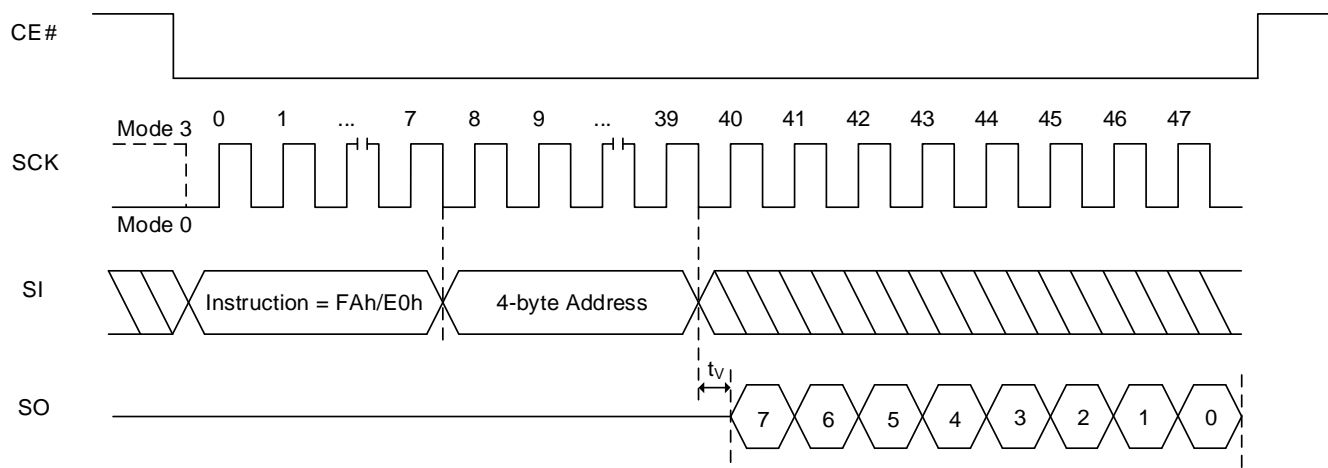 CE#
Mode 3
0 1 ... 7 8 9 ... 39 40 41 42 43 44 45 46 47
SCK
Mode 0
SI
Instruction = FAh/E0h
4-byte Address
tV
SO
7 6 5 4 3 2 1 0